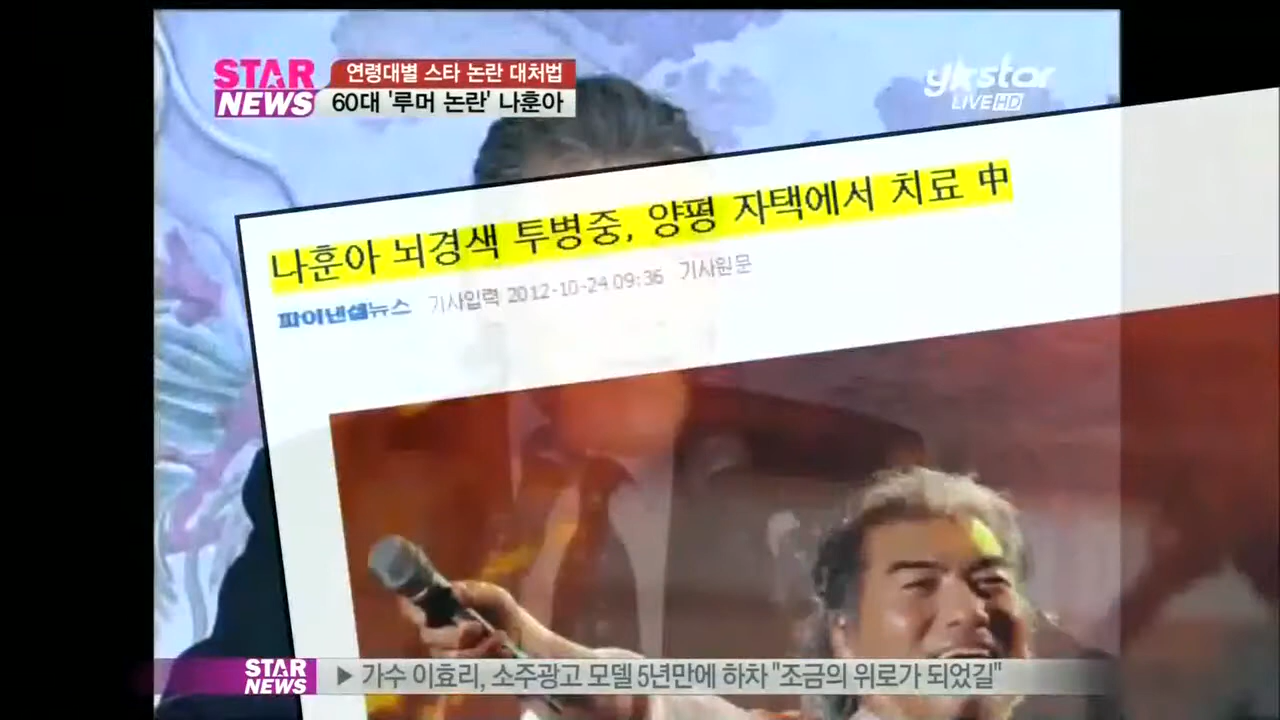 STAR NEWS
연령대별 스타 논란 대처법
60대 '루머 논란' 나훈아
y★star
LIVE HD
나훈아 뇌경색 투병중, 양평 자택에서 치료 中
파이낸셜뉴스 기사입력 2012-10-24 09:36 기사원문
STAR NEWS
▶ 가수 이효리, 소주광고 모델 5년만에 하차 "조금의 위로가 되었길"